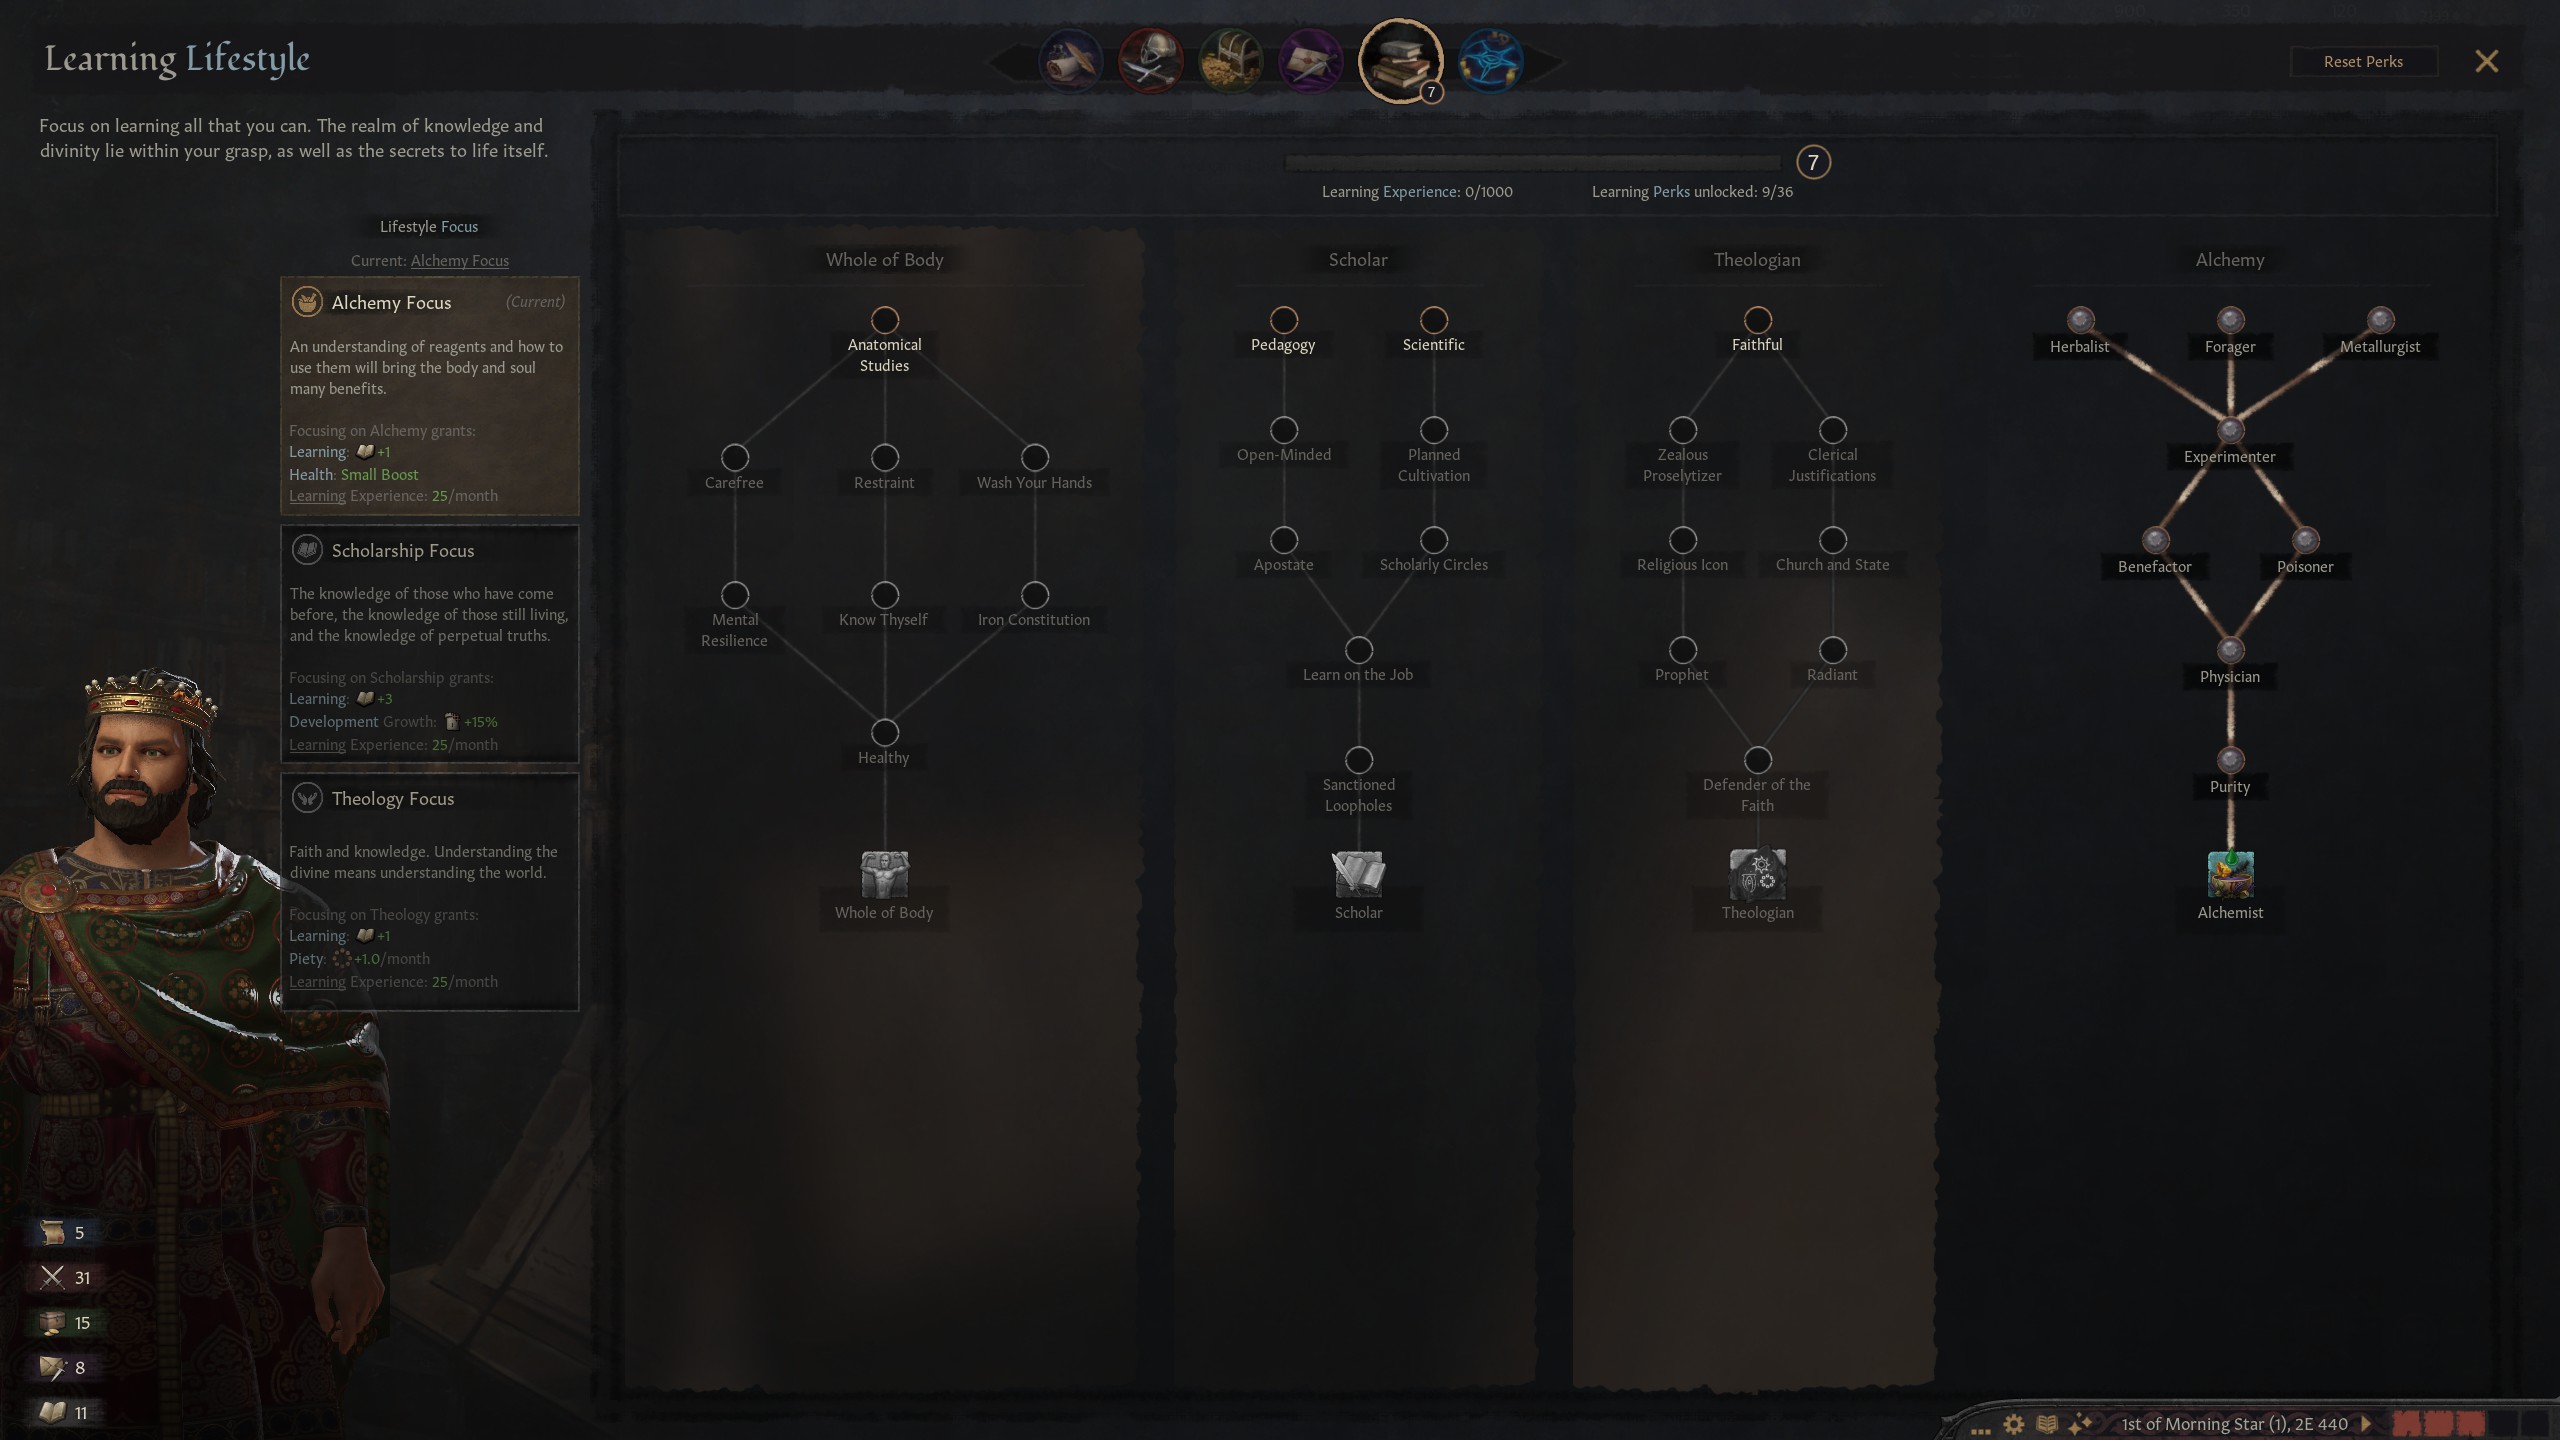 Learning Lifestyle
7
Reset Perks
Focus on learning all that you can. The realm of knowledge and
divinity lie within your grasp, as well as the secrets to life itself.
7
Learning Experience: 0/1000
Learning Perks unlocked: 9/36
Lifestyle Focus
Current: Alchemy Focus
Alchemy Focus
(Current)
An understanding of reagents and how to
use them will bring the body and soul
many benefits.
Focusing on Alchemy grants:
Learning: +1
Health: Small Boost
Learning Experience: 25/month
Scholarship Focus
The knowledge of those who have come
before, the knowledge of those still living,
and the knowledge of perpetual truths.
Focusing on Scholarship grants:
Learning: +3
Development Growth: +15%
Learning Experience: 25/month
Theology Focus
Faith and knowledge. Understanding the
divine means understanding the world.
Focusing on Theology grants:
Learning: +1
Piety: +1.0/month
Learning Experience: 25/month
5
31
15
8
11
Whole of Body
Anatomical
Studies
Carefree
Restraint
Wash Your Hands
Mental
Resilience
Know Thyself
Iron Constitution
Healthy
Whole of Body
Scholar
Pedagogy
Scientific
Open-Minded
Planned
Cultivation
Apostate
Scholarly Circles
Learn on the Job
Sanctioned
Loopholes
Scholar
Theologian
Faithful
Zealous
Proselytizer
Clerical
Justifications
Religious Icon
Church and State
Prophet
Radiant
Defender of the
Faith
Theologian
Alchemy
Herbalist
Forager
Metallurgist
Experimenter
Benefactor
Poisoner
Physician
Purity
Alchemist
...
1st of Morning Star (1), 2E 440